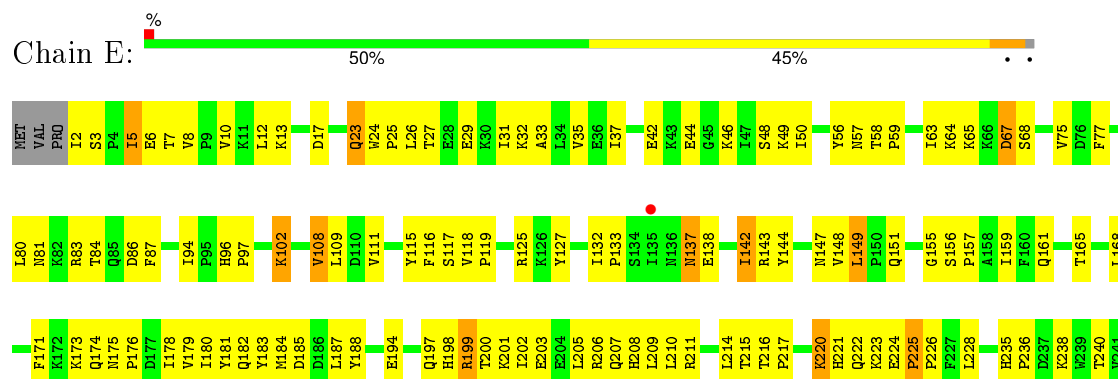 %
Chain E:
50% 45% • •
MET VAL PRO I2 S3 P4 I5 E6 T7 V8 P9 V10 K11 L12 K13 D17 Q23 W24 P25 L26 T27 E28 E29 K30 I31 K32 A33 L34 V35 E36 I37 E42 K43 E44 G45 K46 I47 S48 K49 I50 Y56 N57 T58 P59 I63 K64 K65 K66 D67 S68 V75 D76 F77
L80 N81 K82 R83 T84 Q85 D86 F87 I94 P95 H96 P97 K102 V108 L109 D110 V111 Y115 F116 S117 V118 P119 R125 K126 Y127 I132 P133 S134 I135 N136 N137 E138 I142 R143 Y144 N147 V148 L149 P150 Q151 G155 S156 P157 A158 I159 F160 Q161 T165 L168
F171 K172 K173 Q174 N175 P176 D177 I178 V179 I180 Y181 Q182 Y183 M184 D185 D186 L187 Y188 E194 Q197 H198 R199 T200 K201 I202 E203 E204 L205 R206 Q207 H208 L209 L210 R211 L214 T215 T216 P217 K220 H221 Q222 K223 E224 P225 P226 F227 L228 H235 P236 D237 K238 W239 T240